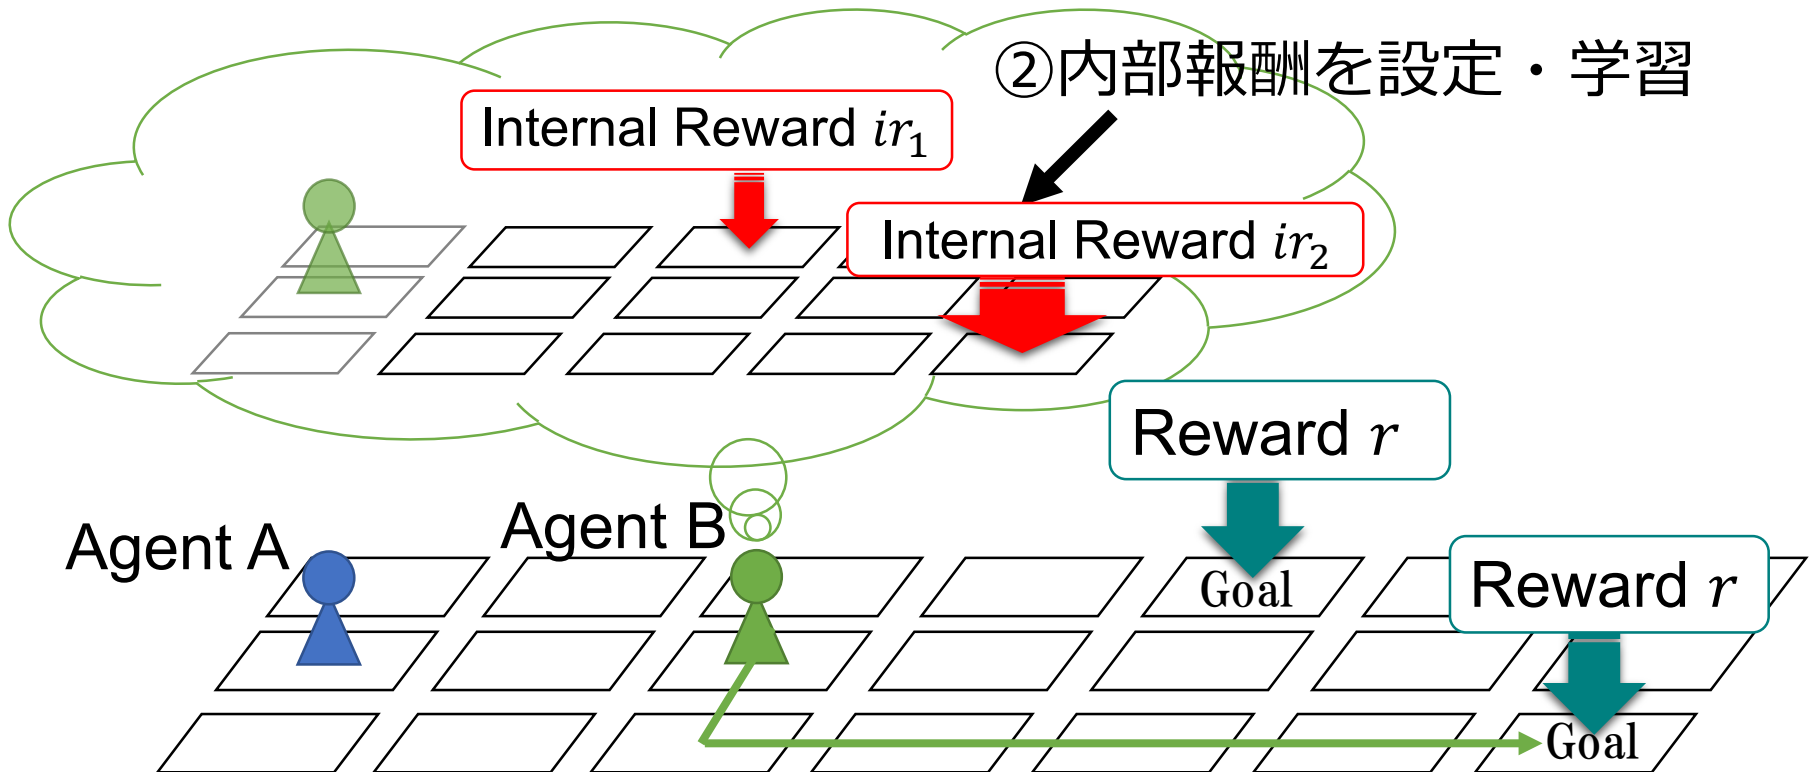 ②内部報酬を設定・学習
Internal Reward ir₁
Internal Reward ir₂
Reward r
Agent A
Agent B
Goal
Reward r
Goal